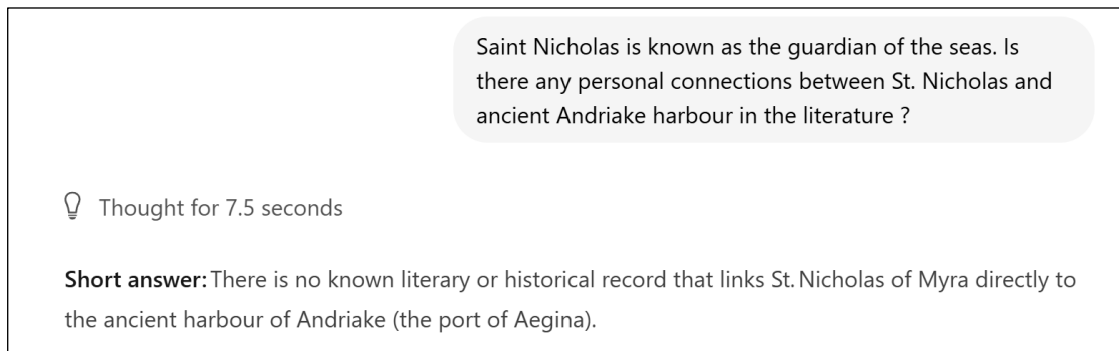 Saint Nicholas is known as the guardian of the seas. Is
there any personal connections between St. Nicholas and
ancient Andriake harbour in the literature ?
Thought for 7.5 seconds
Short answer: There is no known literary or historical record that links St. Nicholas of Myra directly to
the ancient harbour of Andriake (the port of Aegina).